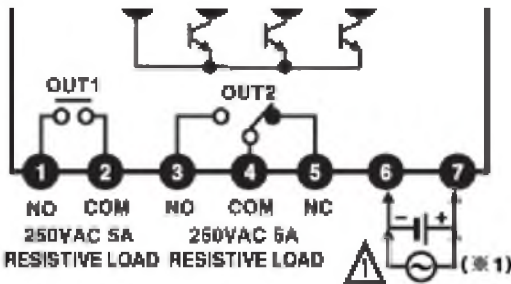 OUT1
OUT2
1 2 3 4 5 6 7
NO COM NO COM NC
250VAC 5A 250VAC 5A
RESISTIVE LOAD RESISTIVE LOAD
- +
! (※1)